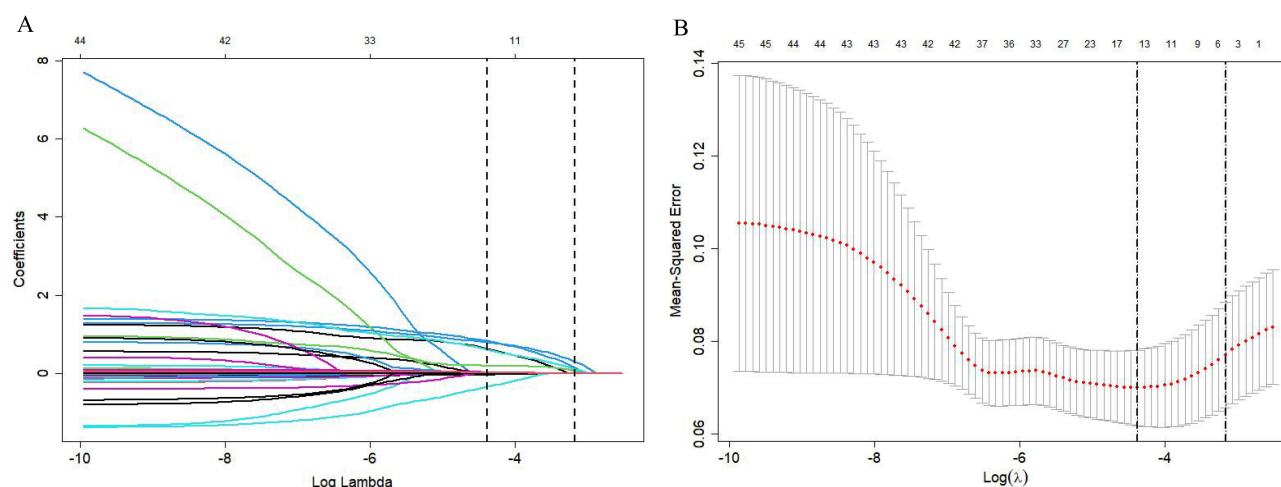 A
44 42 33 11
8
6
4
2
0
Coefficients
-10 -8 -6 -4
Log Lambda
B
45 45 44 44 43 43 43 42 42 37 36 33 27 23 17 13 11 9 6 3 1
0.14
0.12
0.10
0.08
0.06
Mean-Squared Error
-10 -8 -6 -4
Log(λ)